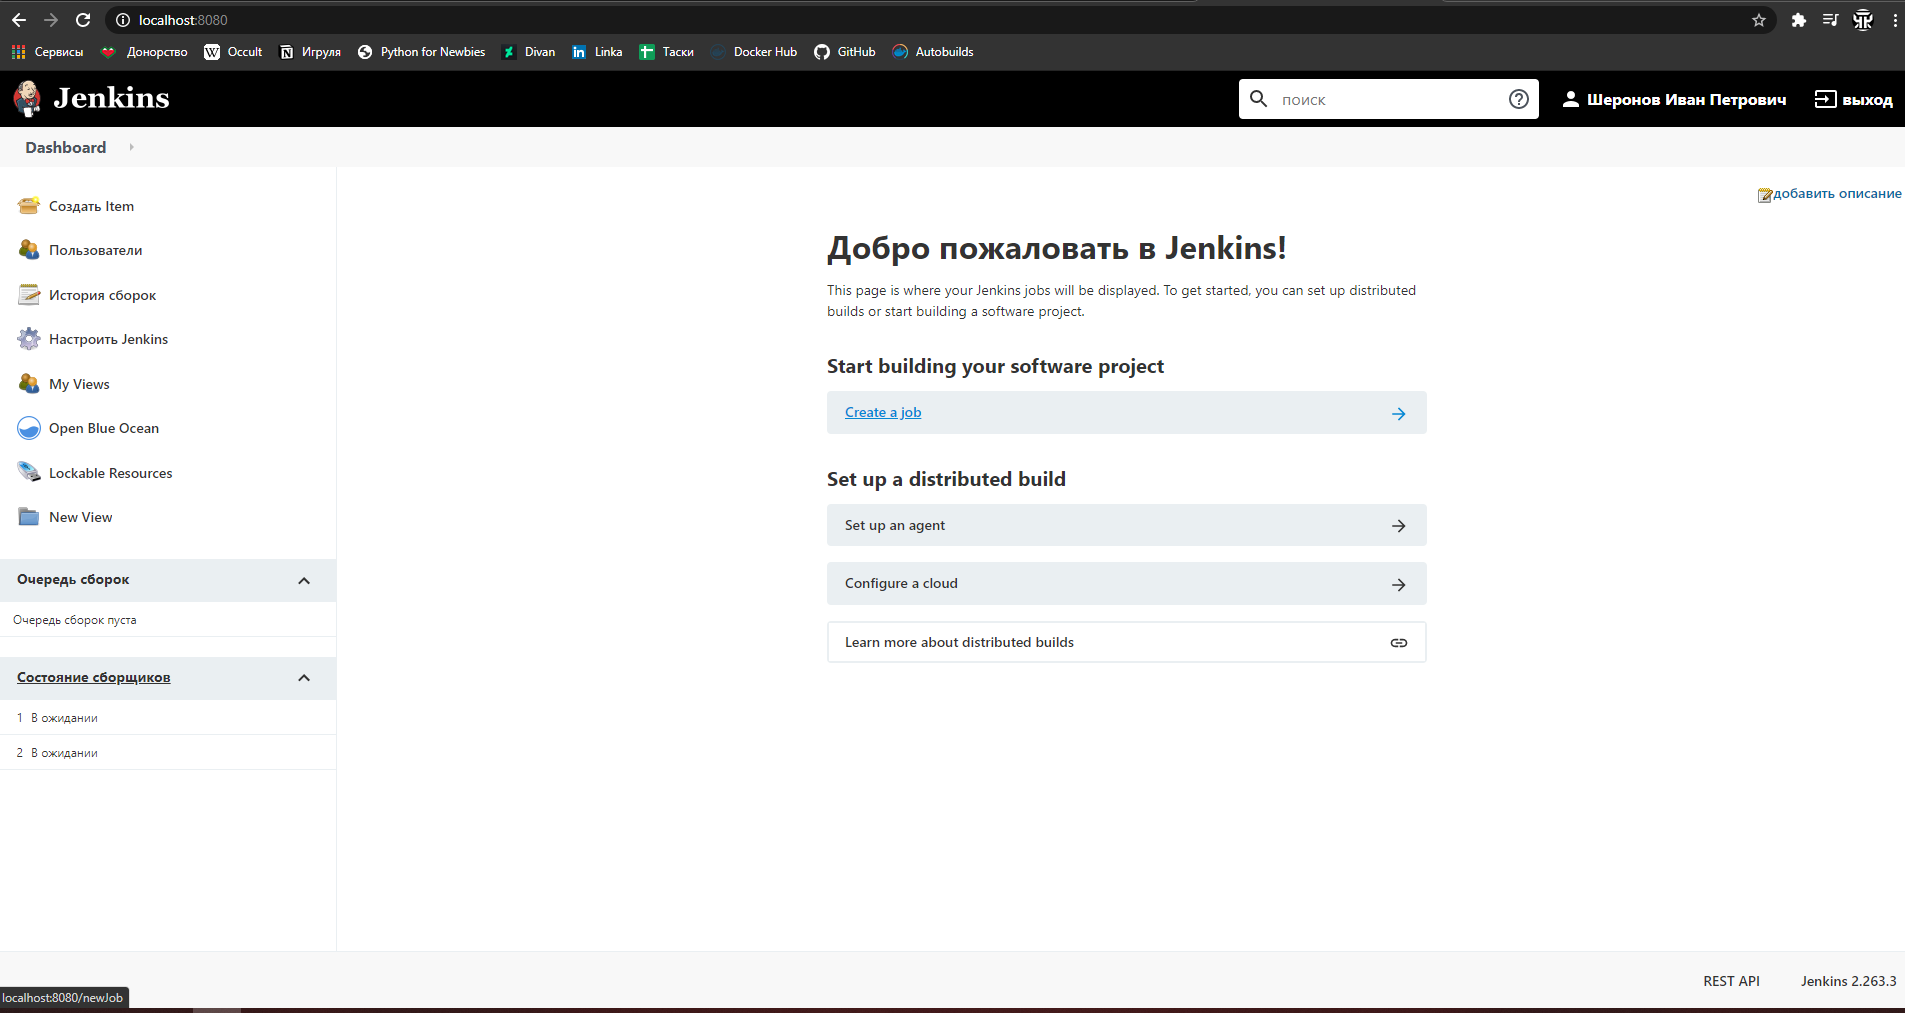 localhost:8080
Сервисы Донорство Occult Игруля Python for Newbies Divan Linka Таски Docker Hub GitHub Autobuilds
Jenkins
поиск
Шеронов Иван Петрович
выход
Dashboard
добавить описание
Создать Item
Пользователи
История сборок
Настроить Jenkins
My Views
Open Blue Ocean
Lockable Resources
New View
Очередь сборок
Очередь сборок пуста
Состояние сборщиков
1 В ожидании
2 В ожидании
Добро пожаловать в Jenkins!
This page is where your Jenkins jobs will be displayed. To get started, you can set up distributed
builds or start building a software project.
Start building your software project
Create a job
Set up a distributed build
Set up an agent
Configure a cloud
Learn more about distributed builds
REST API
Jenkins 2.263.3
localhost:8080/newJob